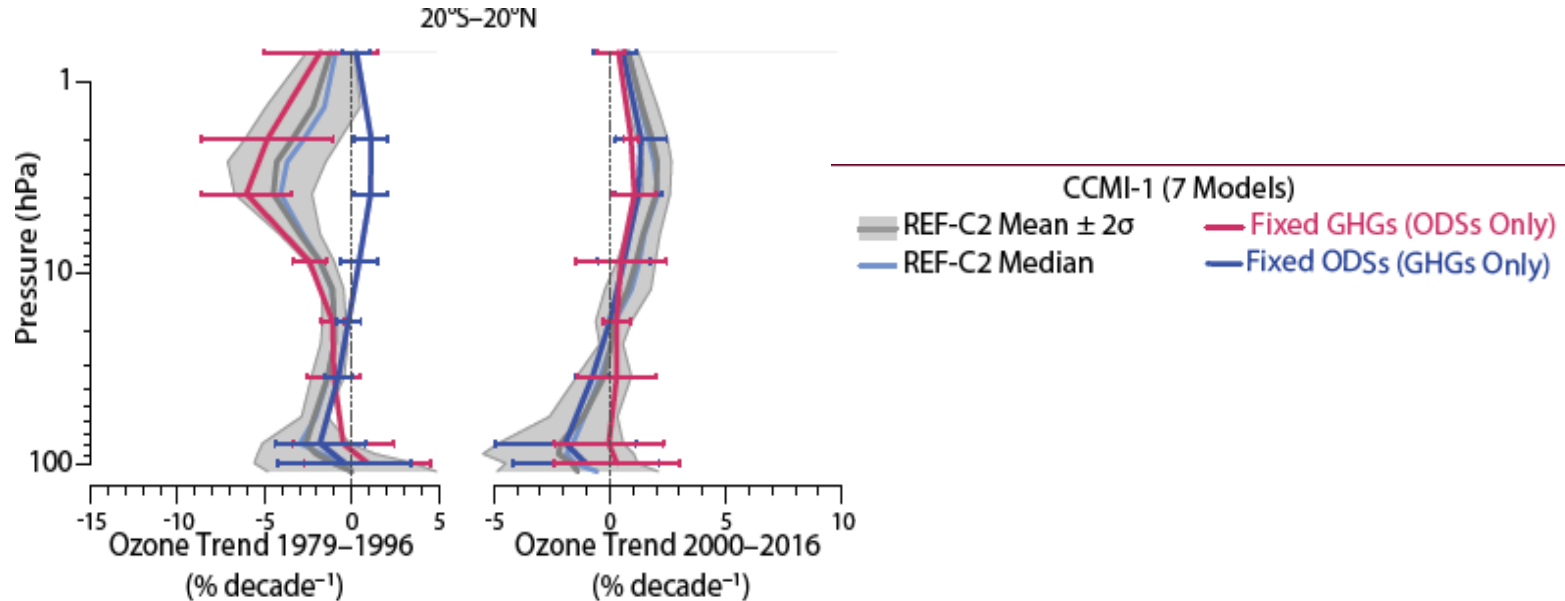 20°S–20°N
Pressure (hPa)
1
10
100
-15 -10 -5 0 5
Ozone Trend 1979–1996
(% decade⁻¹)
-5 0 5 10
Ozone Trend 2000–2016
(% decade⁻¹)
CCMI-1 (7 Models)
REF-C2 Mean ± 2σ
Fixed GHGs (ODSs Only)
REF-C2 Median
Fixed ODSs (GHGs Only)